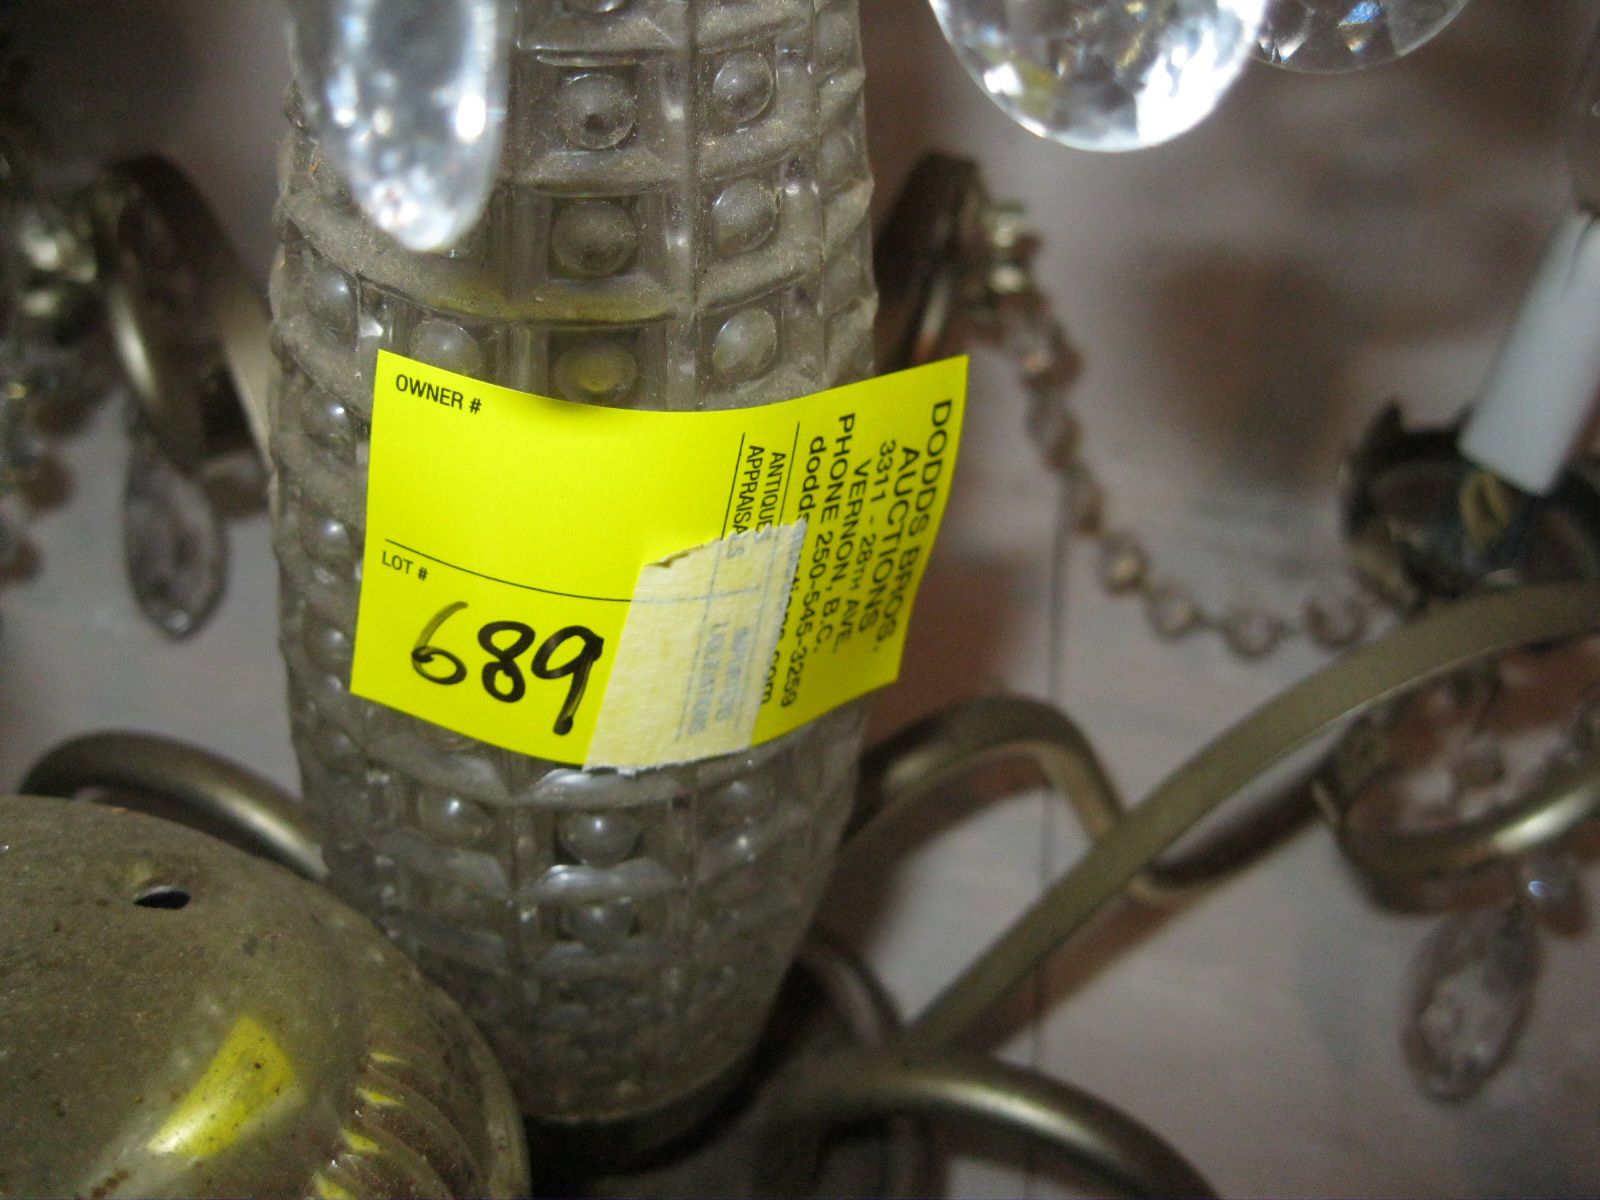 OWNER #
LOT #
689
DODDS BROS.
AUCTIONS
3311 - 28TH AVE.
VERNON, B.C.
PHONE 250-545-3259
ANTIQUES
APPRAISALS